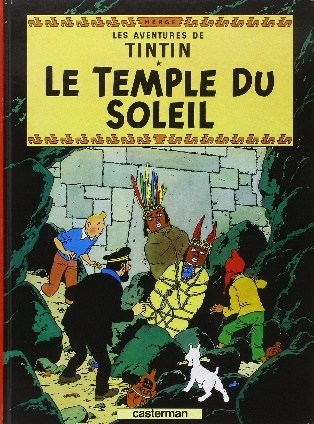 HERGÉ
LES AVENTURES DE
TINTIN
*
LE TEMPLE DU
SOLEIL
casterman